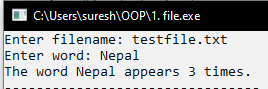 C:\Users\suresh\OOP\1. file.exe
Enter filename: testfile.txt
Enter word: Nepal
The word Nepal appears 3 times.
--------------------------------